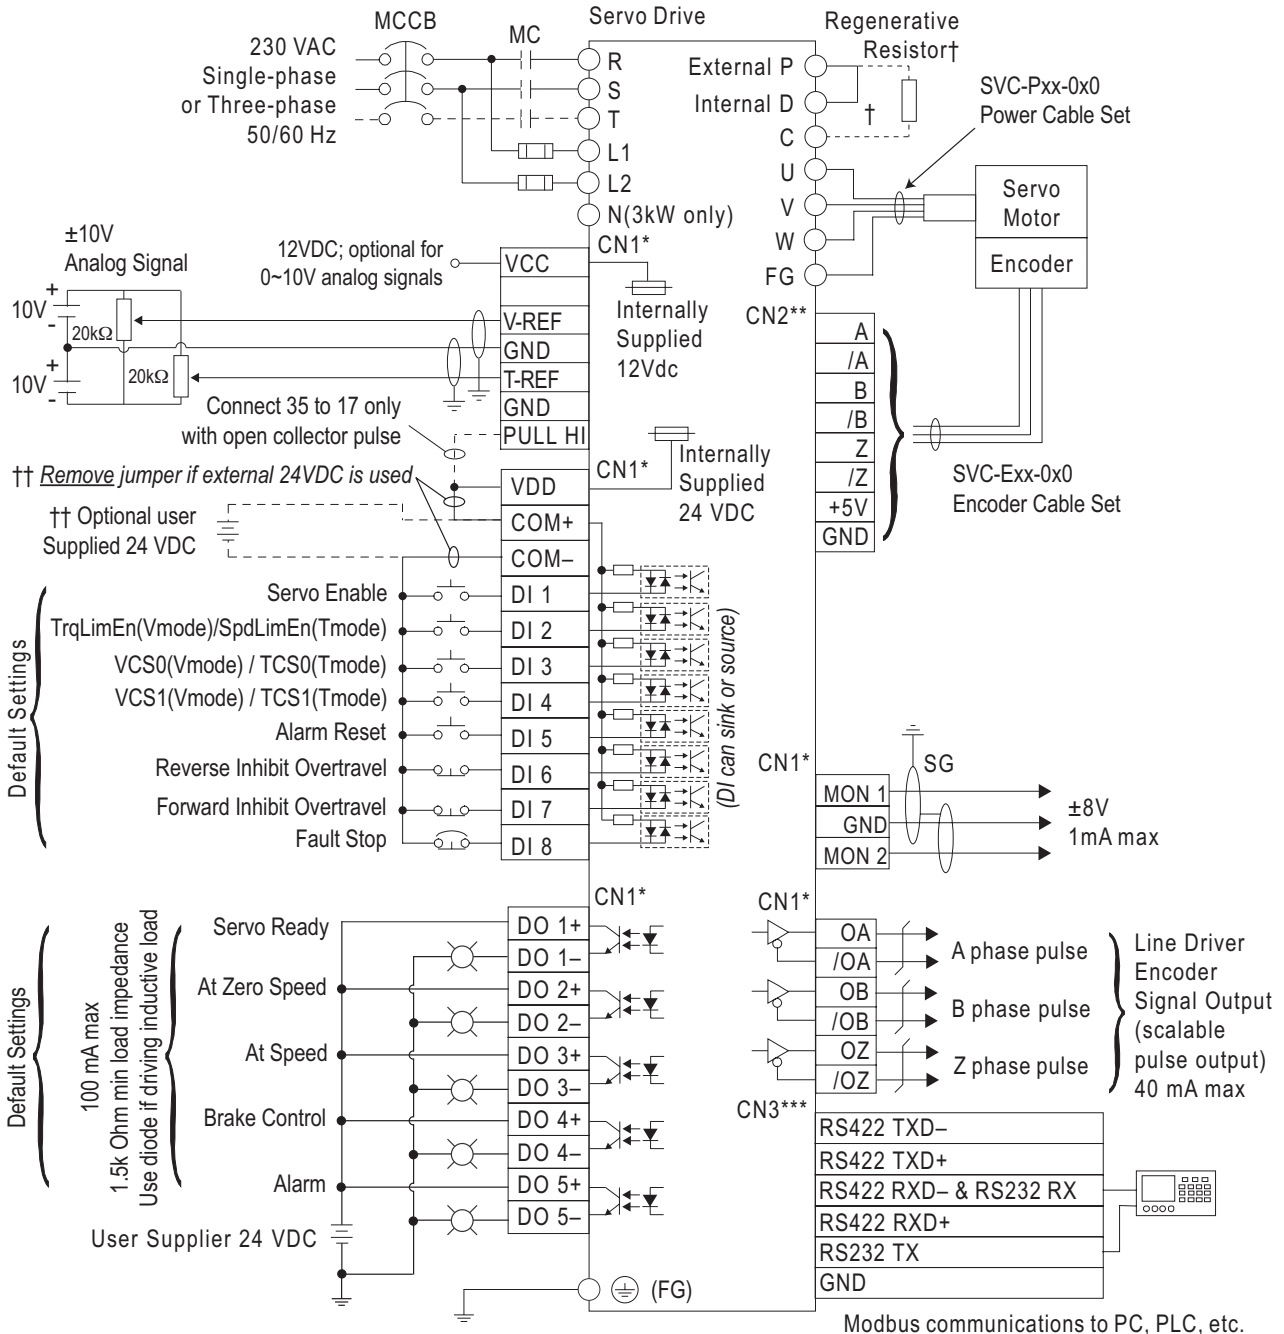 Servo Drive
MCCB
MC
230 VAC
Single-phase
or Three-phase
50/60 Hz
R
S
T
L1
L2
N(3kW only)
Regenerative
Resistor†
External P
Internal D
†
C
U
V
W
FG
SVC-Pxx-0x0
Power Cable Set
Servo
Motor
Encoder
±10V
Analog Signal
+
10V
-
20kΩ
+
10V
-
20kΩ
12VDC; optional for
0~10V analog signals
CN1*
VCC
V-REF
GND
T-REF
GND
PULL HI
Internally
Supplied
12Vdc
Connect 35 to 17 only
with open collector pulse
†† Remove jumper if external 24VDC is used
†† Optional user
Supplied 24 VDC
CN1*
VDD
COM+
COM–
Internally
Supplied
24 VDC
CN2**
A
/A
B
/B
Z
/Z
+5V
GND
SVC-Exx-0x0
Encoder Cable Set
Default Settings
Servo Enable
DI 1
TrqLimEn(Vmode)/SpdLimEn(Tmode)
DI 2
VCS0(Vmode) / TCS0(Tmode)
DI 3
VCS1(Vmode) / TCS1(Tmode)
DI 4
Alarm Reset
DI 5
Reverse Inhibit Overtravel
DI 6
Forward Inhibit Overtravel
DI 7
Fault Stop
DI 8
(DI can sink or source)
CN1*
SG
MON 1
GND
MON 2
±8V
1mA max
Default Settings
100 mA max
1.5k Ohm min load impedance
Use diode if driving inductive load
CN1*
Servo Ready
DO 1+
DO 1–
At Zero Speed
DO 2+
DO 2–
At Speed
DO 3+
DO 3–
Brake Control
DO 4+
DO 4–
Alarm
DO 5+
DO 5–
User Supplier 24 VDC
(FG)
CN1*
OA
/OA
A phase pulse
OB
/OB
B phase pulse
OZ
/OZ
Z phase pulse
Line Driver
Encoder
Signal Output
(scalable
pulse output)
40 mA max
CN3***
RS422 TXD–
RS422 TXD+
RS422 RXD– & RS232 RX
RS422 RXD+
RS232 TX
GND
Modbus communications to PC, PLC, etc.